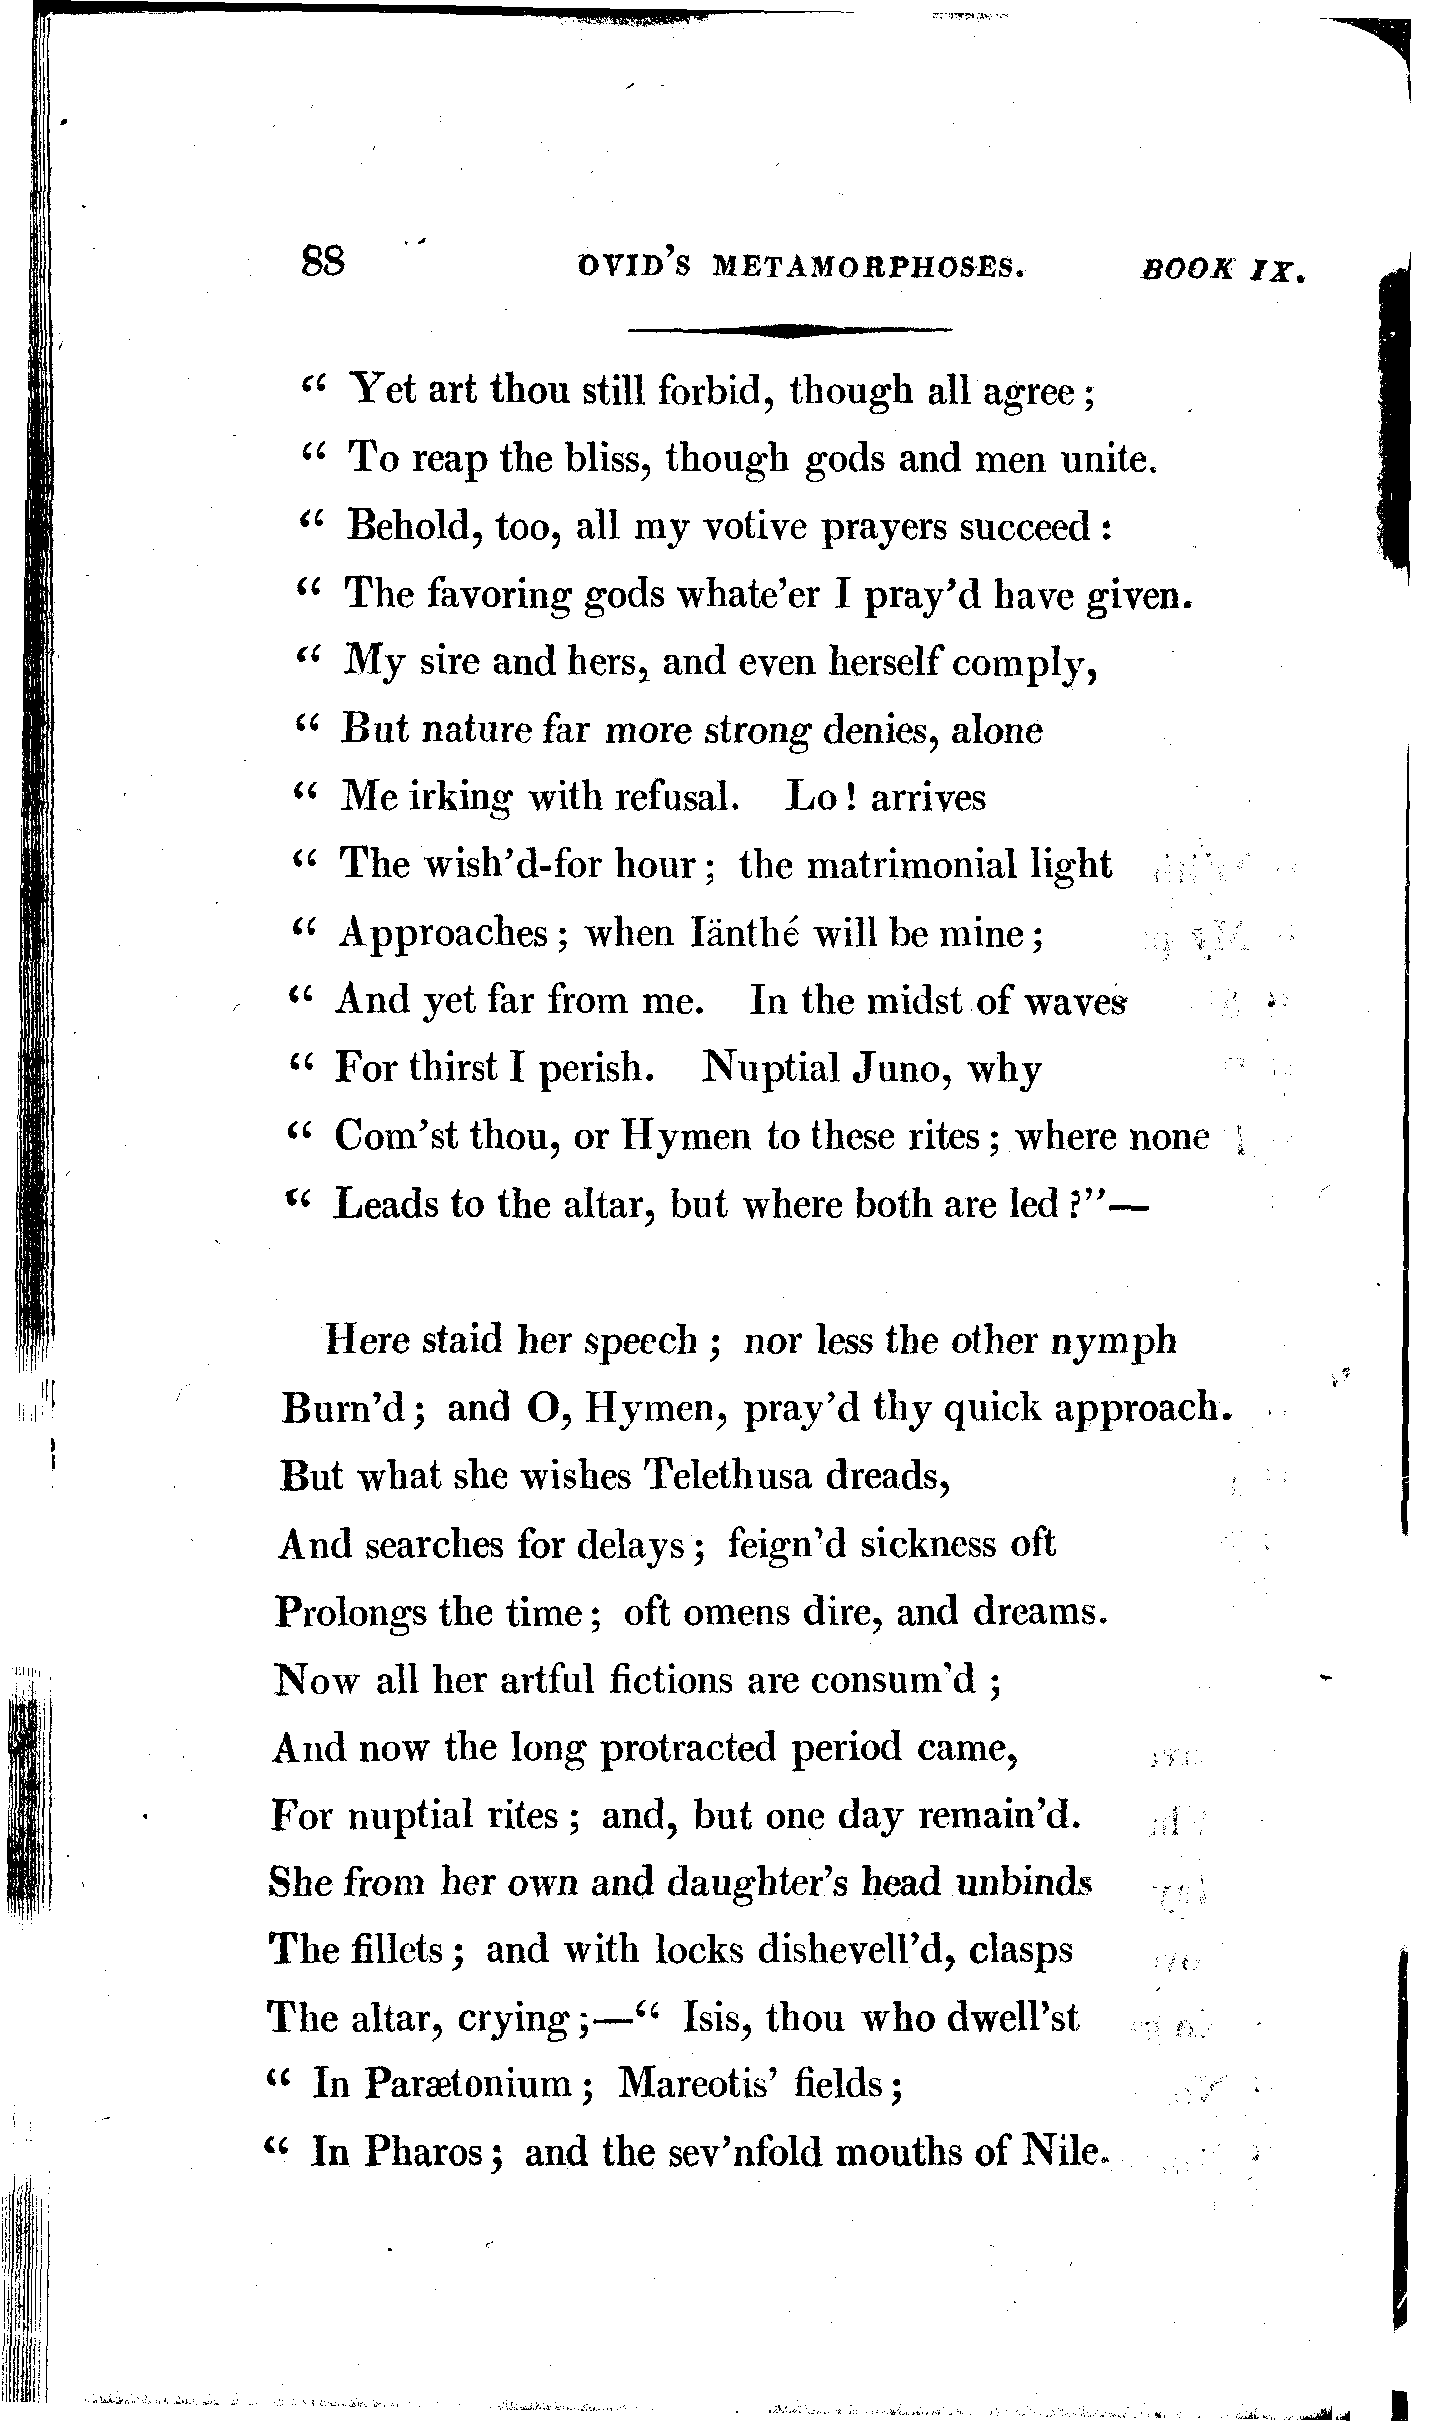 88 OVID'S METAMORPHOSES. BOOK IX.
“ Yet art thou still forbid, though all agree ;
“ To reap the bliss, though gods and men unite.
“ Behold, too, all my votive prayers succeed :
“ The favoring gods whate'er I pray'd have given.
“ My sire and hers, and even herself comply,
“ But nature far more strong denies, alone
“ Me irking with refusal. Lo ! arrives
“ The wish'd-for hour ; the matrimonial light
“ Approaches ; when Iänthé will be mine ;
“ And yet far from me. In the midst of waves
“ For thirst I perish. Nuptial Juno, why
“ Com'st thou, or Hymen to these rites ; where none
“ Leads to the altar, but where both are led ?”—
Here staid her speech ; nor less the other nymph
Burn'd ; and O, Hymen, pray'd thy quick approach.
But what she wishes Telethusa dreads,
And searches for delays ; feign'd sickness oft
Prolongs the time ; oft omens dire, and dreams.
Now all her artful fictions are consum'd ;
And now the long protracted period came,
For nuptial rites ; and, but one day remain'd.
She from her own and daughter's head unbinds
The fillets ; and with locks dishevell'd, clasps
The altar, crying ;—“ Isis, thou who dwell'st
“ In Parætonium ; Mareotis' fields ;
“ In Pharos ; and the sev'nfold mouths of Nile.